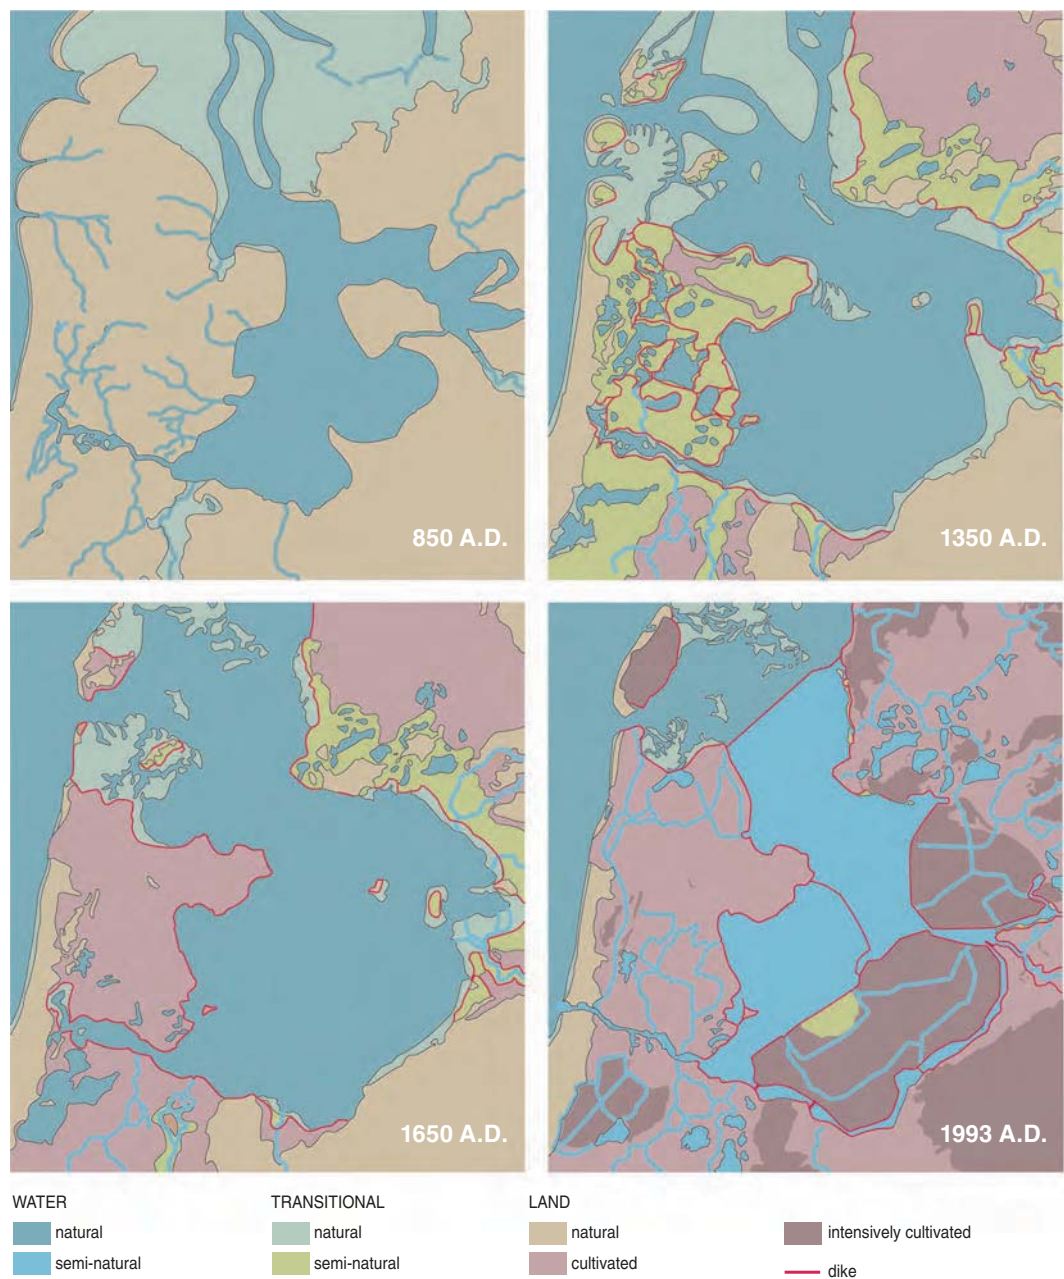 850 A.D.
1350 A.D.
1650 A.D.
1993 A.D.
WATER
natural
semi-natural
TRANSITIONAL
natural
semi-natural
LAND
natural
cultivated
intensively cultivated
dike